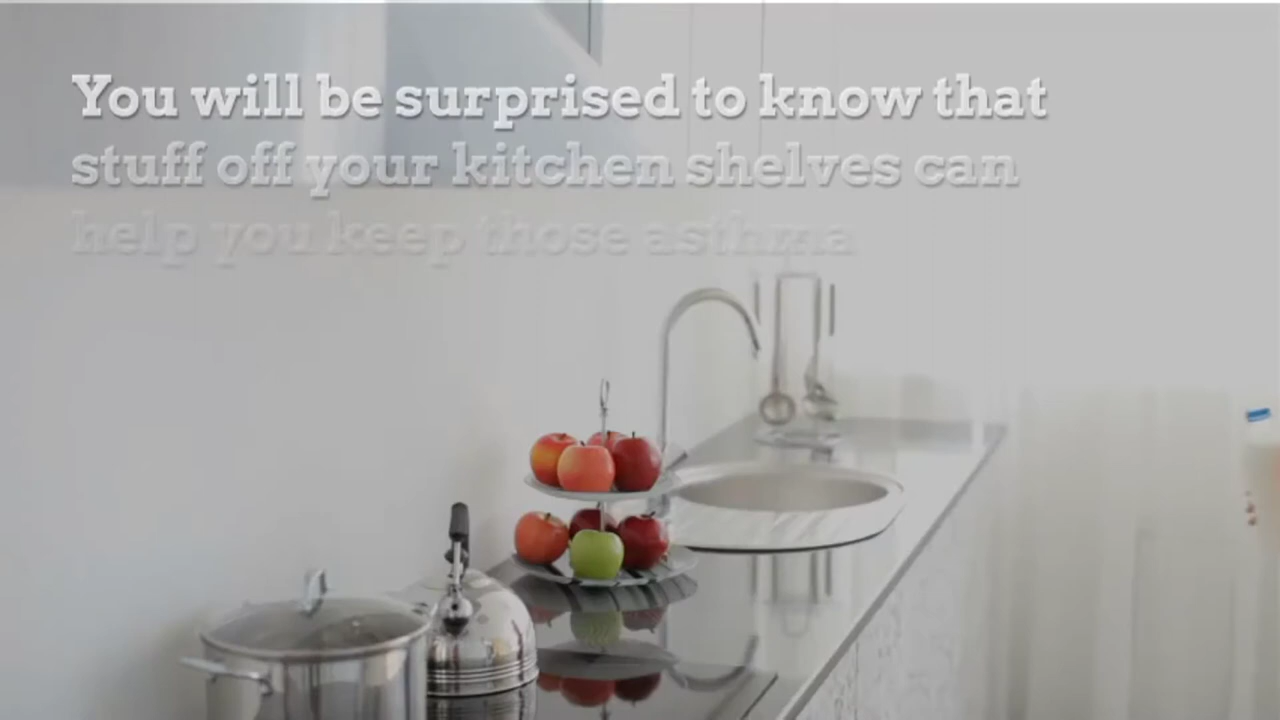 You will be surprised to know that
stuff off your kitchen shelves can
help you keep those asthma